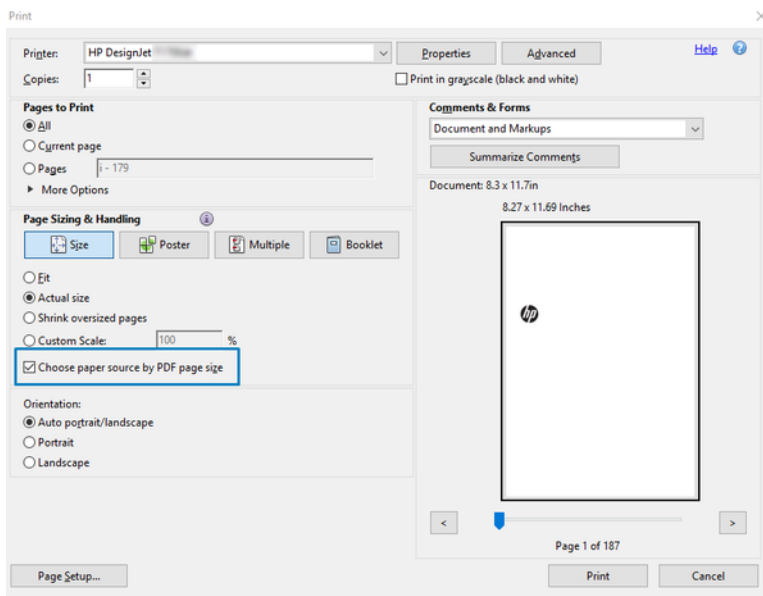 Print
Printer: HP DesignJet
Properties
Advanced
Help
Copies: 1
Print in grayscale (black and white)
Pages to Print
All
Current page
Pages i - 179
More Options
Page Sizing & Handling
Size
Poster
Multiple
Booklet
Fit
Actual size
Shrink oversized pages
Custom Scale: 100 %
Choose paper source by PDF page size
Orientation:
Auto portrait/landscape
Portrait
Landscape
Comments & Forms
Document and Markups
Summarize Comments
Document: 8.3 x 11.7in
8.27 x 11.69 Inches
hp
<
>
Page 1 of 187
Page Setup...
Print
Cancel